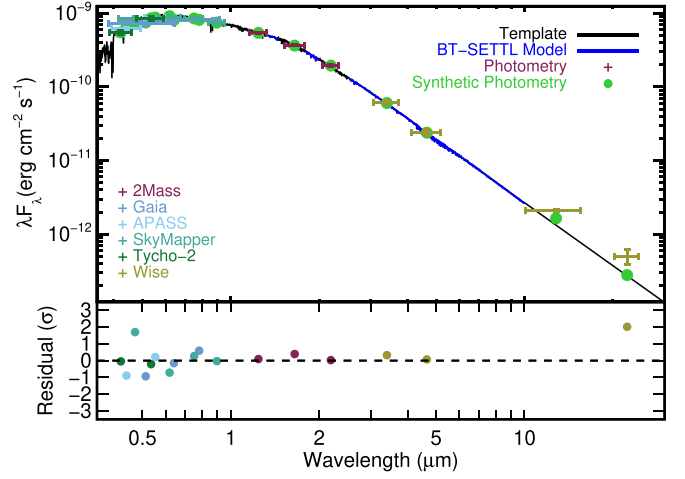 10⁻⁹
10⁻¹⁰
10⁻¹¹
10⁻¹²
λF_λ(erg cm⁻² s⁻¹)
Template
BT−SETTL Model
Photometry
Synthetic Photometry
+ 2Mass
+ Gaia
+ APASS
+ SkyMapper
+ Tycho−2
+ Wise
3
2
1
0
−1
−2
−3
Residual (σ)
0.5 1 2 5 10
Wavelength (μm)